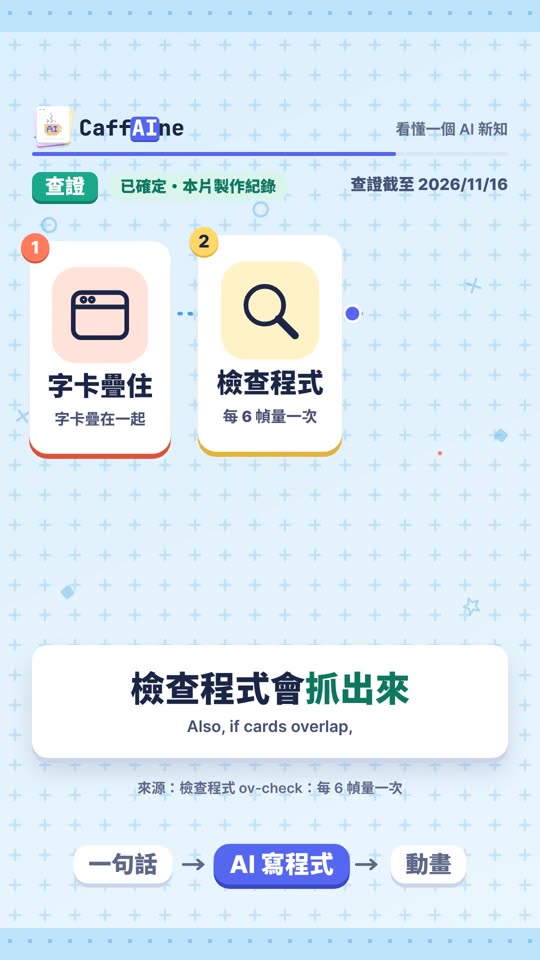 CaffAIne
看懂一個 AI 新知
查證
已確定・本片製作紀錄
查證截至 2026/11/16
1
2
字卡疊住
字卡疊在一起
檢查程式
每 6 幀量一次
檢查程式會抓出來
Also, if cards overlap,
來源：檢查程式 ov-check：每 6 幀量一次
一句話 → AI 寫程式 → 動畫